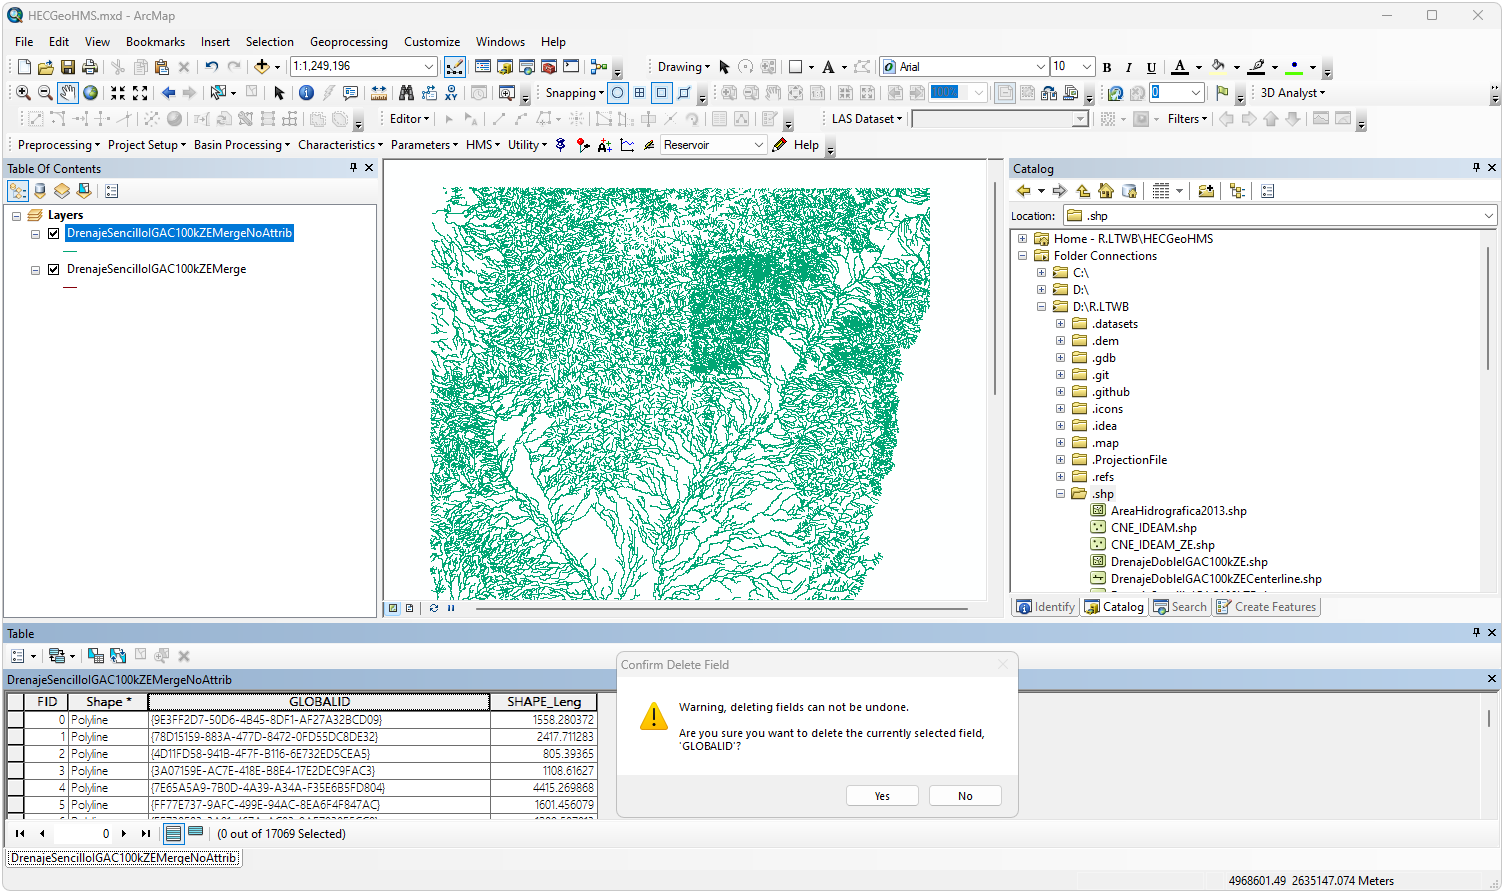 HECGeoHMS.mxd - ArcMap
File Edit View Bookmarks Insert Selection Geoprocessing Customize Windows Help
1:1,249,196 Drawing Arial 10 B I U A
Snapping 100% 0 3D Analyst
Editor LAS Dataset Filters
Preprocessing Project Setup Basin Processing Characteristics Parameters HMS Utility Reservoir Help
Table Of Contents
Layers
DrenajeSencilloIGAC100kZEMergeNoAttrib
DrenajeSencilloIGAC100kZEMerge
Catalog
Location: .shp
Home - R.LTWB\HECGeoHMS
Folder Connections
C:\
D:\
D:\R.LTWB
.datasets
.dem
.gdb
.git
.github
.icons
.idea
.map
.ProjectionFile
.refs
.shp
AreaHidrografica2013.shp
CNE_IDEAM.shp
CNE_IDEAM_ZE.shp
DrenajeDobleIGAC100kZE.shp
DrenajeDobleIGAC100kZECenterline.shp
Identify Catalog Search Create Features
Table
DrenajeSencilloIGAC100kZEMergeNoAttrib
FID Shape * GLOBALID SHAPE_Leng
0 Polyline {9E3FF2D7-50D6-4B45-8DF1-AF27A32BCD09} 1558.280372
1 Polyline {78D15159-883A-477D-8472-0FD55DC8DE32} 2417.711283
2 Polyline {4D11FD58-941B-4F7F-B116-6E732ED5CEA5} 805.39365
3 Polyline {3A07159E-AC7E-418E-B8E4-17E2DEC9FAC3} 1108.61627
4 Polyline {7E65A5A9-7B0D-4A39-A34A-F35E6B5FD804} 4415.269868
5 Polyline {FF77E737-9AFC-499E-94AC-8EA6F4F847AC} 1601.456079
Confirm Delete Field
Warning, deleting fields can not be undone.
Are you sure you want to delete the currently selected field,
'GLOBALID'?
Yes No
0 (0 out of 17069 Selected)
DrenajeSencilloIGAC100kZEMergeNoAttrib
4968601.49 2635147.074 Meters